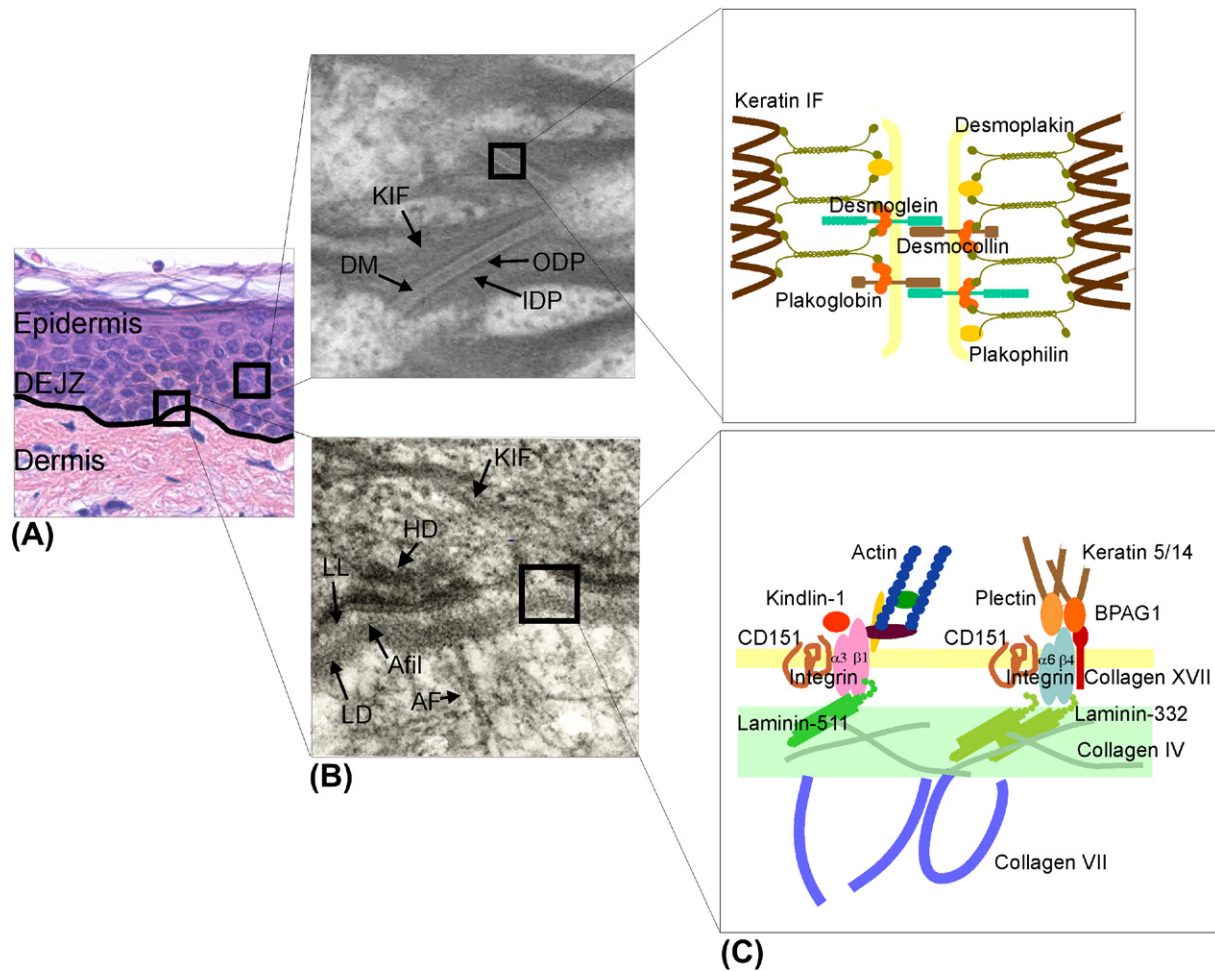 Epidermis
DEJZ
Dermis
(A)
KIF
DM
ODP
IDP
KIF
HD
LL
Afil
LD
AF
(B)
Keratin IF
Desmoplakin
Desmoglein
Desmocollin
Plakoglobin
Plakophilin
Actin
Keratin 5/14
Kindlin-1
Plectin
BPAG1
CD151
CD151
α3 β1
α6 β4
Integrin
Integrin
Collagen XVII
Laminin-511
Laminin-332
Collagen IV
Collagen VII
(C)